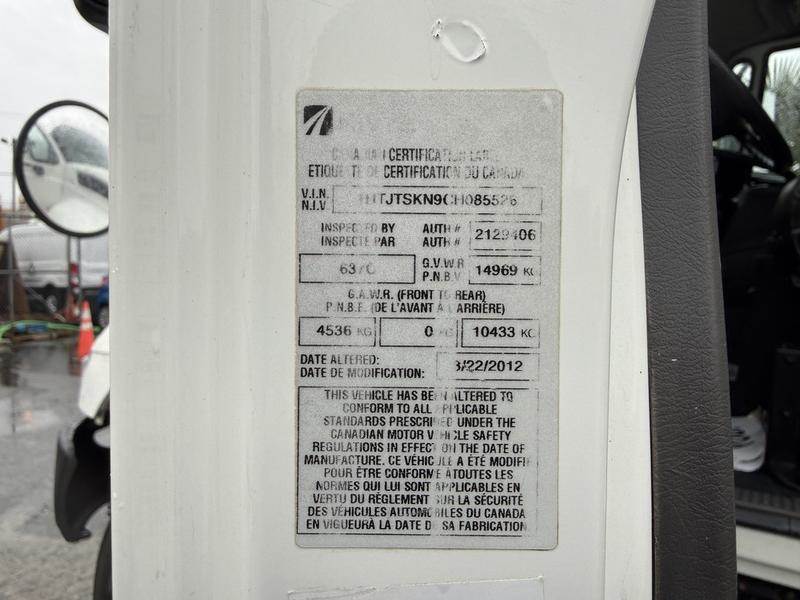 CERTIFICATION
ETIQUETTE DE CERTIFICATION DU CANADA
V.I.N.
N.I.V
1HTJTSKN9CH085526
INSPECTED BY
INSPECTE PAR
AUTH #
AUTH #
2129406
G.V.W.R
P.N.B.V
14969 KG
G.A.W.R. (FRONT TO REAR)
P.N.B.E. (DE L'AVANT À L'ARRIÈRE)
4536 KG
0 KG
10433 KG
DATE ALTERED:
DATE DE MODIFICATION:
/22/2012
THIS VEHICLE HAS BEEN ALTERED TO
CONFORM TO ALL APPLICABLE
STANDARDS PRESCRIBED UNDER THE
CANADIAN MOTOR VEHICLE SAFETY
REGULATIONS IN EFFECT ON THE DATE OF
MANUFACTURE. CE VÉHICULE A ÉTÉ MODIFIÉ
POUR ÊTRE CONFORME À TOUTES LES
NORMES QUI LUI SONT APPLICABLES EN
VERTU DU RÈGLEMENT SUR LA SÉCURITÉ
DES VÉHICULES AUTOMOBILES DU CANADA
EN VIGUEUR À LA DATE DE SA FABRICATION